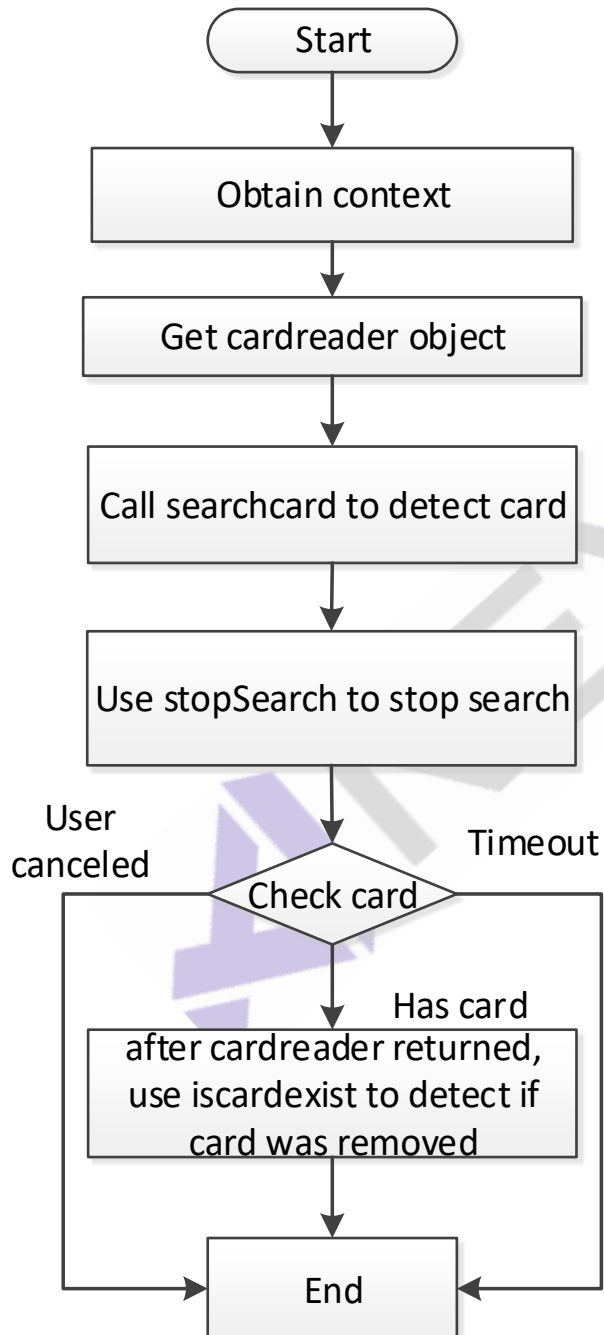 Start
Obtain context
Get cardreader object
Call searchcard to detect card
Use stopSearch to stop search
User
canceled
Timeout
Check card
Has card
after cardreader returned,
use iscardexist to detect if
card was removed
End